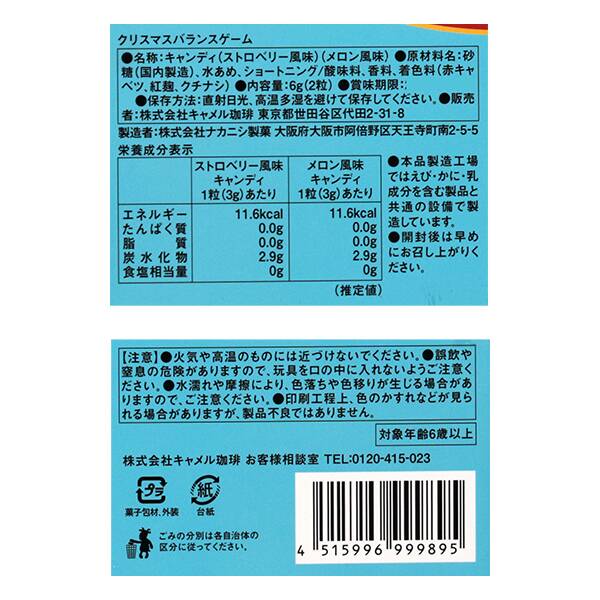 クリスマスバランスゲーム
●名称：キャンディ（ストロベリー風味）（メロン風味）●原材料名：砂
糖（国内製造）、水あめ、ショートニング/酸味料、香料、着色料（赤キャ
ベツ、紅麹、クチナシ）●内容量：6g（2粒）●賞味期限：
●保存方法：直射日光、高温多湿を避けて保存してください。●販売
者：株式会社キャメル珈琲 東京都世田谷区代田2-31-8
製造者：株式会社ナカニシ製菓 大阪府大阪市阿倍野区天王寺町南2-5-5
栄養成分表示
ストロベリー風味 キャンディ 1粒（3g）あたり メロン風味 キャンディ 1粒（3g）あたり
エネルギー 11.6kcal 11.6kcal
たんぱく質 0.0g 0.0g
脂質 0.0g 0.0g
炭水化物 2.9g 2.9g
食塩相当量 0g 0g
（推定値）
●本品製造工場
ではえび・かに・乳
成分を含む製品と
共通の設備で製
造しています。
●開封後は早め
にお召し上がりく
ださい。
【注意】●火気や高温のものには近づけないでください。●誤飲や
窒息の危険がありますので、玩具を口の中に入れないようご注意く
ださい。●水濡れや摩擦により、色落ちや色移りが生じる場合があ
りますので、ご注意ください。●印刷工程上、色のかすれなどが見ら
れる場合がありますが、製品不良ではありません。
対象年齢6歳以上
株式会社キャメル珈琲 お客様相談室 TEL：0120-415-023
プラ
菓子包材、外装
紙
台紙
ごみの分別は各自治体の
区分に従ってください。
4 515996 999895